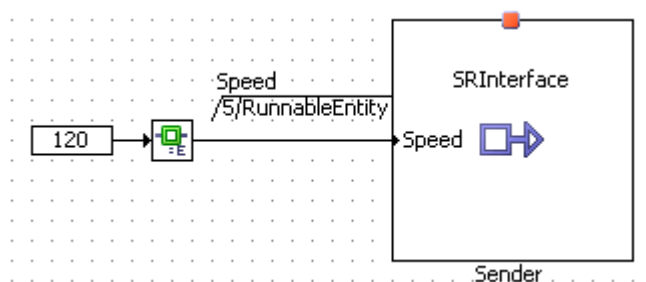 Speed
SRInterface
/5/RunnableEntity
120
=E
Speed
Sender